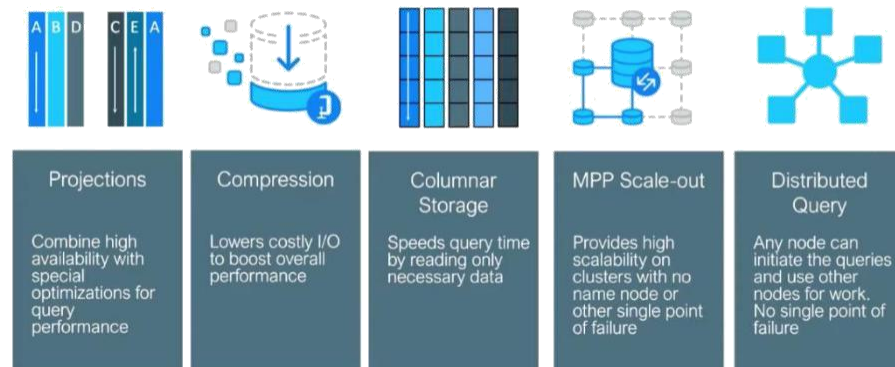 A B D C E A
Projections
Combine high
availability with
special
optimizations for
query
performance
Compression
Lowers costly I/O
to boost overall
performance
Columnar
Storage
Speeds query time
by reading only
necessary data
MPP Scale-out
Provides high
scalability on
clusters with no
name node or
other single point
of failure
Distributed
Query
Any node can
initiate the queries
and use other
nodes for work.
No single point of
failure